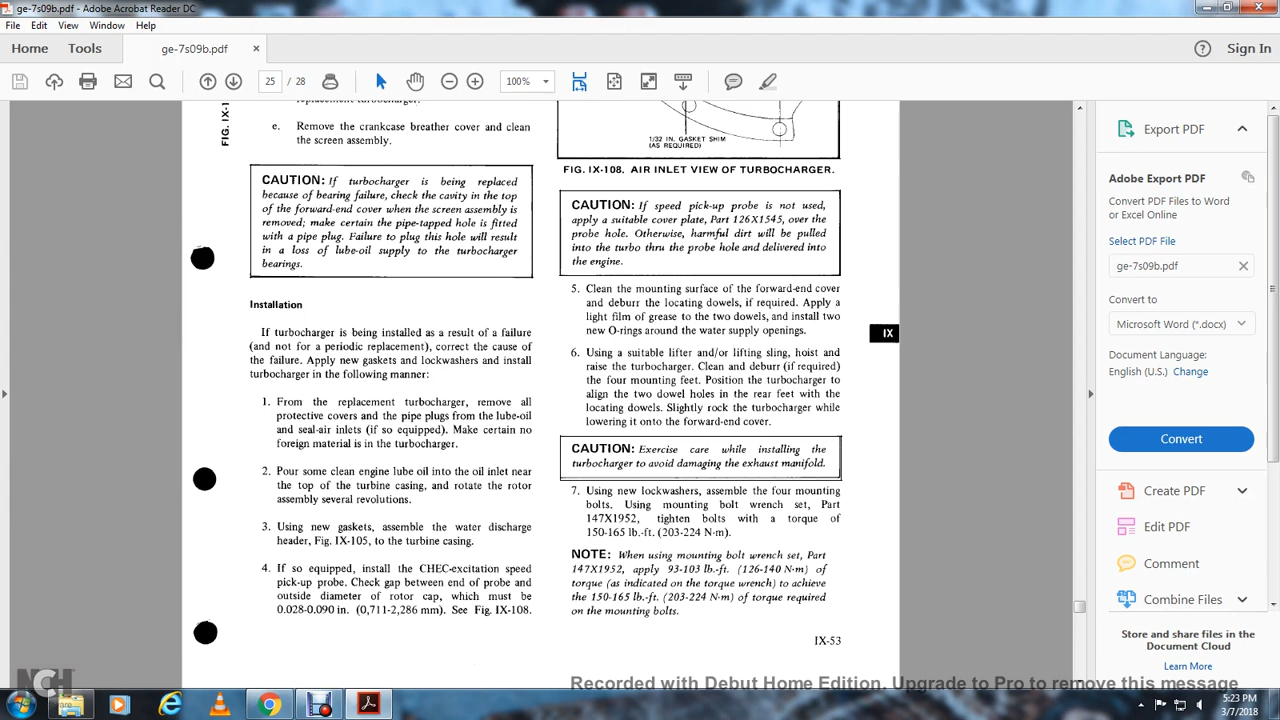 ge-7s09b.pdf - Adobe Acrobat Reader DC
File Edit View Window Help
Home Tools ge-7s09b.pdf × Sign In
25 / 28 100%
FIG. IX-1
replacement turbocharger.
e. Remove the crankcase breather cover and clean
the screen assembly.
CAUTION: If turbocharger is being replaced
because of bearing failure, check the cavity in the top
of the forward-end cover when the screen assembly is
removed; make certain the pipe-tapped hole is fitted
with a pipe plug. Failure to plug this hole will result
in a loss of lube-oil supply to the turbocharger
bearings.
Installation
If turbocharger is being installed as a result of a failure
(and not for a periodic replacement), correct the cause of
the failure. Apply new gaskets and lockwashers and install
turbocharger in the following manner:
1. From the replacement turbocharger, remove all
protective covers and the pipe plugs from the lube-oil
and seal-air inlets (if so equipped). Make certain no
foreign material is in the turbocharger.
2. Pour some clean engine lube oil into the oil inlet near
the top of the turbine casing, and rotate the rotor
assembly several revolutions.
3. Using new gaskets, assemble the water discharge
header, Fig. IX-105, to the turbine casing.
4. If so equipped, install the CHEC-excitation speed
pick-up probe. Check gap between end of probe and
outside diameter of rotor cap, which must be
0.028-0.090 in. (0,711-2,286 mm). See Fig. IX-108.
1/32 IN. GASKET SHIM
(AS REQUIRED)
FIG. IX-108. AIR INLET VIEW OF TURBOCHARGER.
CAUTION: If speed pick-up probe is not used,
apply a suitable cover plate, Part 126X1545, over the
probe hole. Otherwise, harmful dirt will be pulled
into the turbo thru the probe hole and delivered into
the engine.
5. Clean the mounting surface of the forward-end cover
and deburr the locating dowels, if required. Apply a
light film of grease to the two dowels, and install two
new O-rings around the water supply openings.
6. Using a suitable lifter and/or lifting sling, hoist and
raise the turbocharger. Clean and deburr (if required)
the four mounting feet. Position the turbocharger to
align the two dowel holes in the rear feet with the
locating dowels. Slightly rock the turbocharger while
lowering it onto the forward-end cover.
CAUTION: Exercise care while installing the
turbocharger to avoid damaging the exhaust manifold.
7. Using new lockwashers, assemble the four mounting
bolts. Using mounting bolt wrench set, Part
147X1952, tighten bolts with a torque of
150-165 lb.-ft. (203-224 N·m).
NOTE: When using mounting bolt wrench set, Part
147X1952, apply 93-103 lb.-ft. (126-140 N·m) of
torque (as indicated on the torque wrench) to achieve
the 150-165 lb.-ft. (203-224 N·m) of torque required
on the mounting bolts.
IX-53
IX
Export PDF
Adobe Export PDF
Convert PDF Files to Word
or Excel Online
Select PDF File
ge-7s09b.pdf
Convert to
Microsoft Word (*.docx)
Document Language:
English (U.S.) Change
Convert
Create PDF
Edit PDF
Comment
Combine Files
Store and share files in the
Document Cloud
Learn More
NCH
Recorded with Debut Home Edition. Upgrade to Pro to remove this message
5:23 PM
3/7/2018